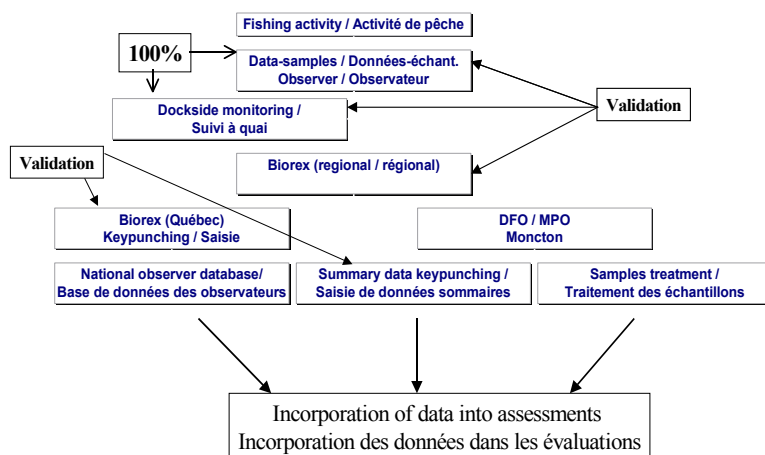 Fishing activity / Activité de pêche
100%
Data-samples / Données-échant.
Observer / Observateur
Validation
Dockside monitoring /
Suivi à quai
Validation
Biorex (regional / régional)
Biorex (Québec)
Keypunching / Saisie
DFO / MPO
Moncton
National observer database/
Base de données des observateurs
Summary data keypunching /
Saisie de données sommaires
Samples treatment /
Traitement des échantillons
Incorporation of data into assessments
Incorporation des données dans les évaluations